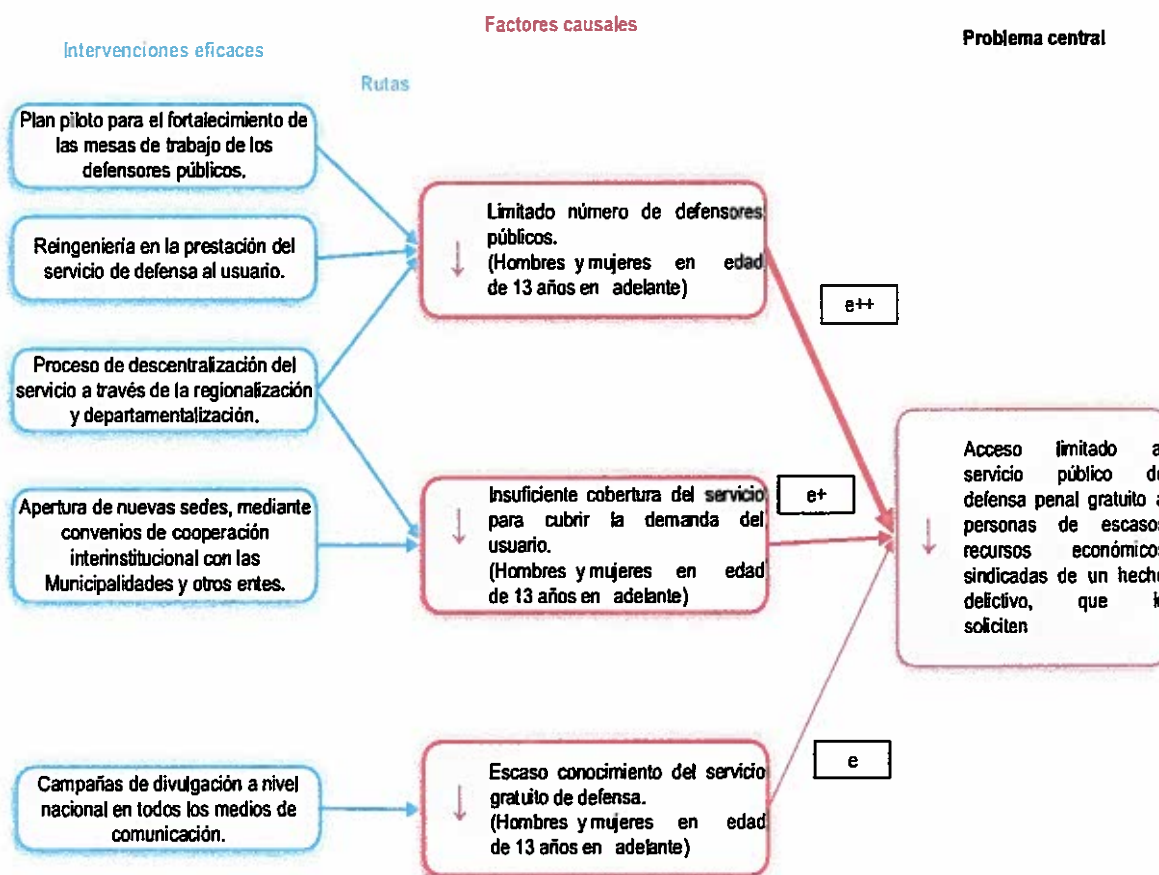 Factores causales
Intervenciones eficaces
Problema central
Rutas
Plan piloto para el fortalecimiento de
las mesas de trabajo de los
defensores públicos.
Reingeniería en la prestación del
servicio de defensa al usuario.
Proceso de descentralización del
servicio a través de la regionalización
y departamentalización.
Apertura de nuevas sedes, mediante
convenios de cooperación
interinstitucional con las
Municipalidades y otros entes.
Campañas de divulgación a nivel
nacional en todos los medios de
comunicación.
Limitado número de defensores
públicos.
(Hombres y mujeres en edad
de 13 años en adelante)
Insuficiente cobertura del servicio
para cubrir la demanda del
usuario.
(Hombres y mujeres en edad
de 13 años en adelante)
Escaso conocimiento del servicio
gratuito de defensa.
(Hombres y mujeres en edad
de 13 años en adelante)
e++
e+
e
Acceso limitado
servicio público
defensa penal gratuito
personas de
recursos
sindicadas de un
delictivo, que
soliciten